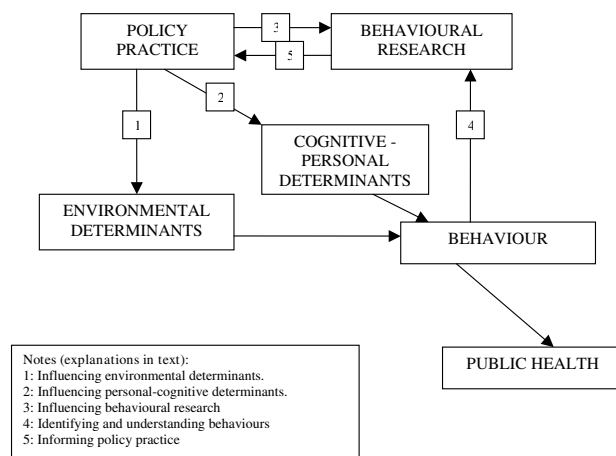 POLICY
PRACTICE
3
5
BEHAVIOURAL
RESEARCH
1
2
4
COGNITIVE -
PERSONAL
DETERMINANTS
ENVIRONMENTAL
DETERMINANTS
BEHAVIOUR
PUBLIC HEALTH
Notes (explanations in text):
1: Influencing environmental determinants.
2: Influencing personal-cognitive determinants.
3: Influencing behavioural research
4: Identifying and understanding behaviours
5: Informing policy practice